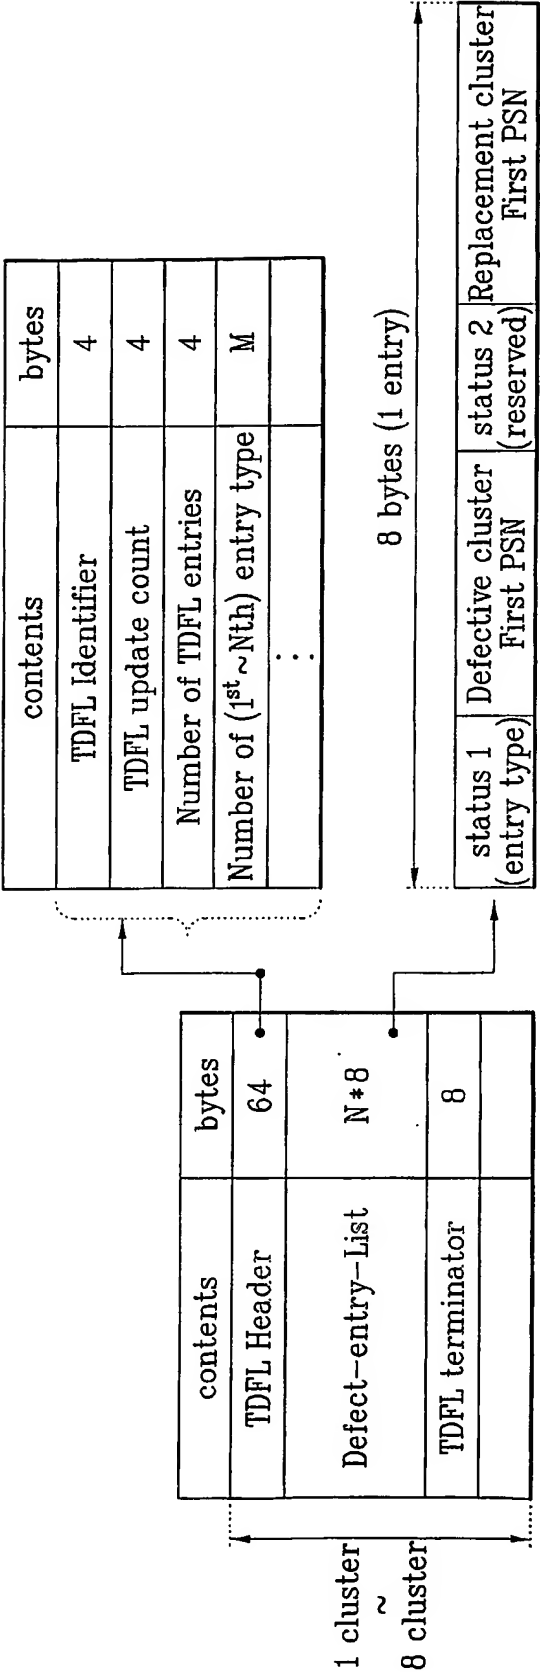 1 cluster
~
8 cluster
contents bytes
TDFL Header 64
Defect-entry-List N*8
TDFL terminator 8
contents bytes
TDFL Identifier 4
TDFL update count 4
Number of TDFL entries 4
Number of (1st~Nth) entry type M
⋮
8 bytes (1 entry)
status 1
(entry type)
Defective cluster
First PSN
status 2
(reserved)
Replacement cluster
First PSN